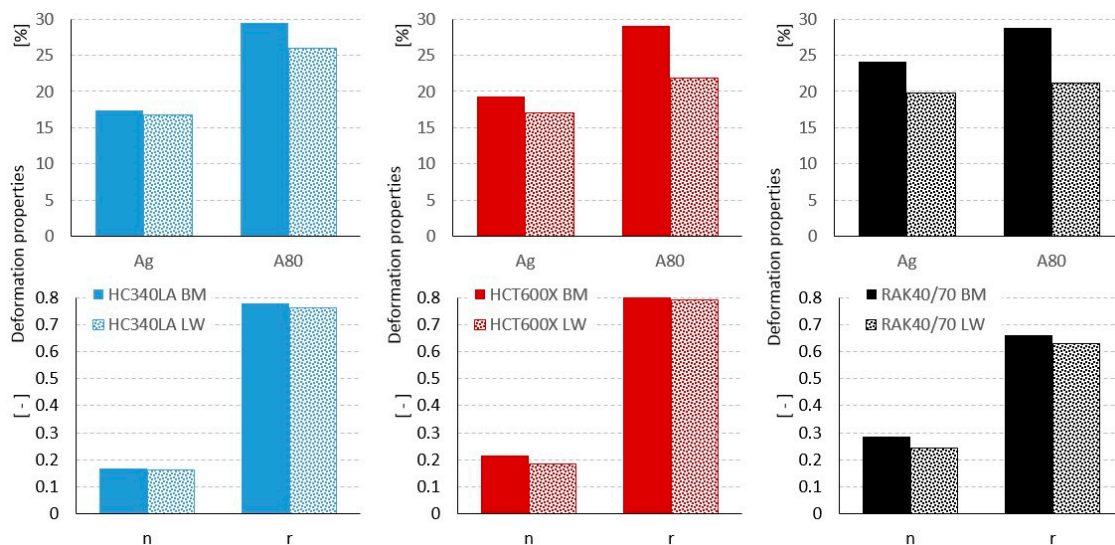 Deformation properties [%]
30
25
20
15
10
5
0
Ag A80
Deformation properties [%]
30
25
20
15
10
5
0
Ag A80
Deformation properties [%]
30
25
20
15
10
5
0
Ag A80
[ - ]
0.8
0.7
0.6
0.5
0.4
0.3
0.2
0.1
0
HC340LA BM
HC340LA LW
n r
[ - ]
0.8
0.7
0.6
0.5
0.4
0.3
0.2
0.1
0
HCT600X BM
HCT600X LW
n r
[ - ]
0.8
0.7
0.6
0.5
0.4
0.3
0.2
0.1
0
RAK40/70 BM
RAK40/70 LW
n r